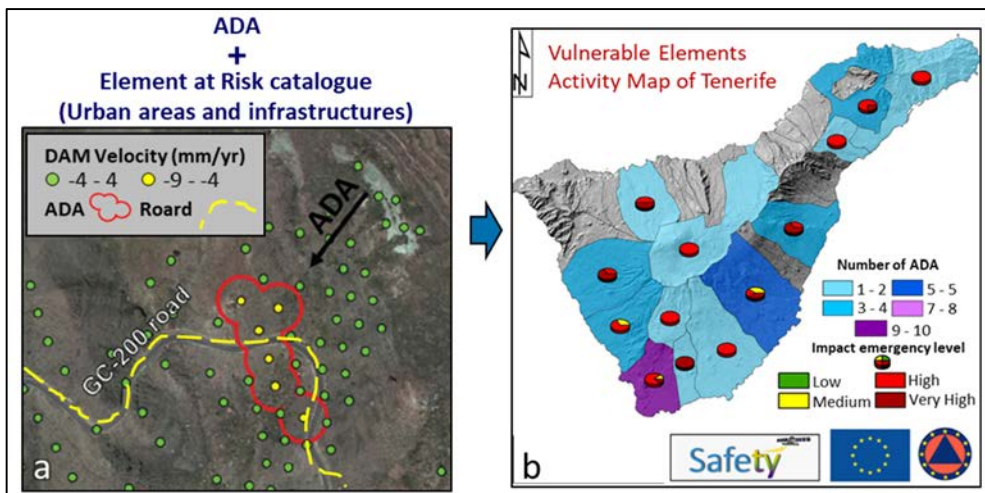 ADA
+
Element at Risk catalogue
(Urban areas and infrastructures)
DAM Velocity (mm/yr)
-4 - 4
-9 - -4
ADA
Roard
ADA
GC-200 road
a
N
Vulnerable Elements
Activity Map of Tenerife
Number of ADA
1 - 2
5 - 5
3 - 4
7 - 8
9 - 10
Impact emergency level
Low
High
Medium
Very High
b
Safety